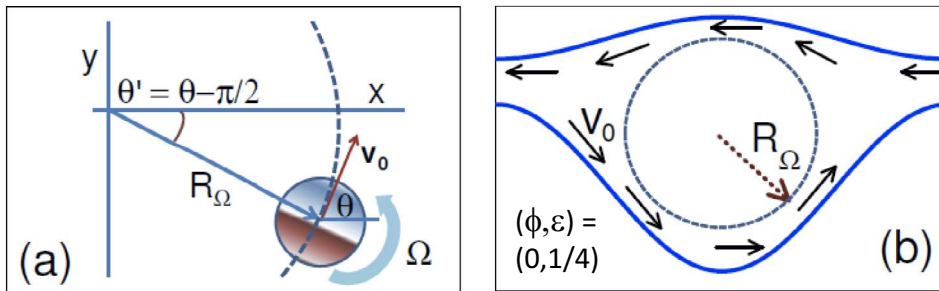 y
θ' = θ−π/2
x
R_Ω
v₀
θ
Ω
(a)
V₀
R_Ω
(ϕ,ε) =
(0,1/4)
(b)